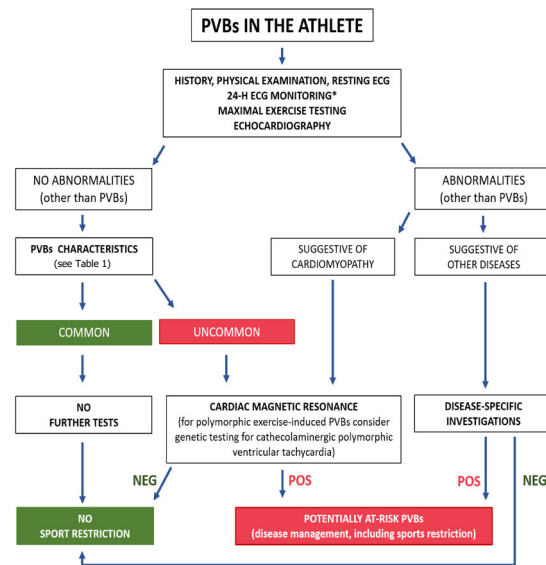 PVBs IN THE ATHLETE
HISTORY, PHYSICAL EXAMINATION, RESTING ECG
24-H ECG MONITORING*
MAXIMAL EXERCISE TESTING
ECHOCARDIOGRAPHY
NO ABNORMALITIES
(other than PVBs)
ABNORMALITIES
(other than PVBs)
PVBs CHARACTERISTICS
(see Table 1)
SUGGESTIVE OF
CARDIOMYOPATHY
SUGGESTIVE OF
OTHER DISEASES
COMMON
UNCOMMON
NO
FURTHER TESTS
CARDIAC MAGNETIC RESONANCE
(for polymorphic exercise-induced PVBs consider
genetic testing for cathecolaminergic polymorphic
ventricular tachycardia)
DISEASE-SPECIFIC
INVESTIGATIONS
NEG
POS
POS
NEG
NO
SPORT RESTRICTION
POTENTIALLY AT-RISK PVBs
(disease management, including sports restriction)